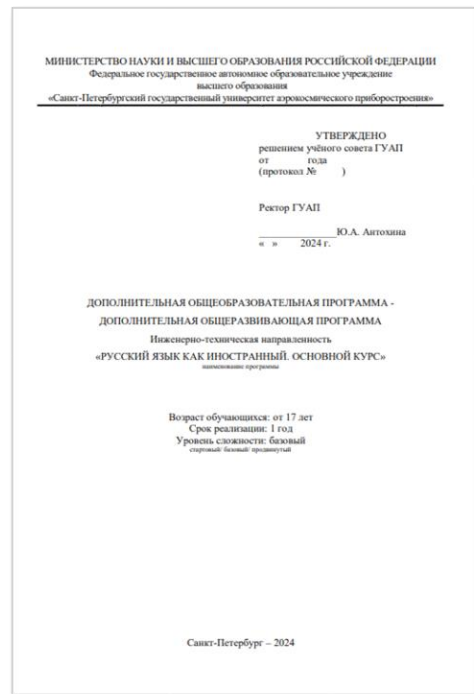 МИНИСТЕРСТВО НАУКИ И ВЫСШЕГО ОБРАЗОВАНИЯ РОССИЙСКОЙ ФЕДЕРАЦИИ
Федеральное государственное автономное образовательное учреждение
высшего образования
«Санкт-Петербургский государственный университет аэрокосмического приборостроения»
УТВЕРЖДЕНО
решением учёного совета ГУАП
от года
(протокол № )
Ректор ГУАП
_______________Ю.А. Антохина
« » 2024 г.
ДОПОЛНИТЕЛЬНАЯ ОБЩЕОБРАЗОВАТЕЛЬНАЯ ПРОГРАММА -
ДОПОЛНИТЕЛЬНАЯ ОБЩЕРАЗВИВАЮЩАЯ ПРОГРАММА
Инженерно-техническая направленность
«РУССКИЙ ЯЗЫК КАК ИНОСТРАННЫЙ. ОСНОВНОЙ КУРС»
наименование программы
Возраст обучающихся: от 17 лет
Срок реализации: 1 год
Уровень сложности: базовый
стартовый/ базовый/ продвинутый
Санкт-Петербург – 2024